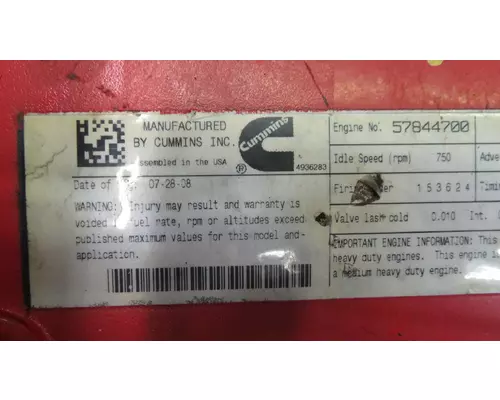 MANUFACTURED
BY CUMMINS INC.
Assembled in the USA
®
Cummins
4936283
Date of 07-28-08
WARNING: Injury may result and warranty is
voided fuel rate, rpm or altitudes exceed
published maximum values for this model and
application.
Engine No. 57844700
Idle Speed (rpm) 750 Adve
Firing 153624 Timi
Valve lash cold 0.010 Int.
IMPORTANT ENGINE INFORMATION: This
heavy duty engines. This engine is
a medium heavy duty engine.